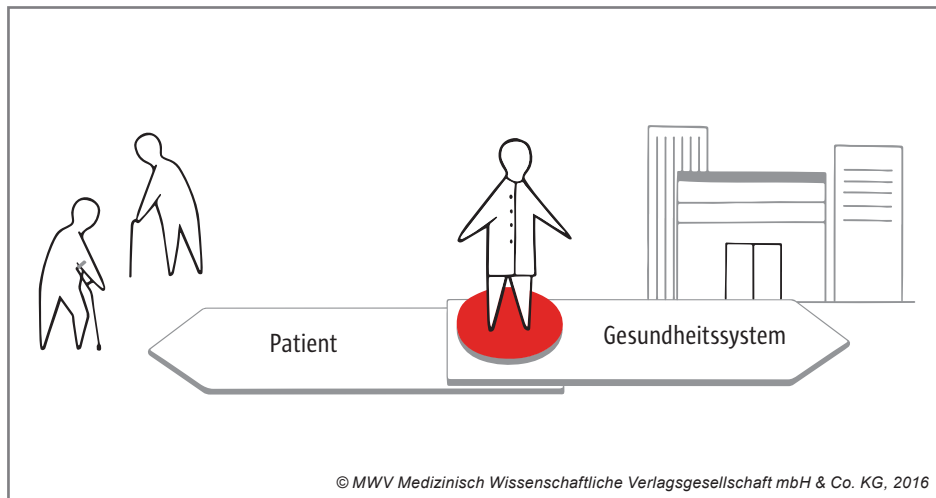 Patient
Gesundheitssystem
© MWV Medizinisch Wissenschaftliche Verlagsgesellschaft mbH & Co. KG, 2016